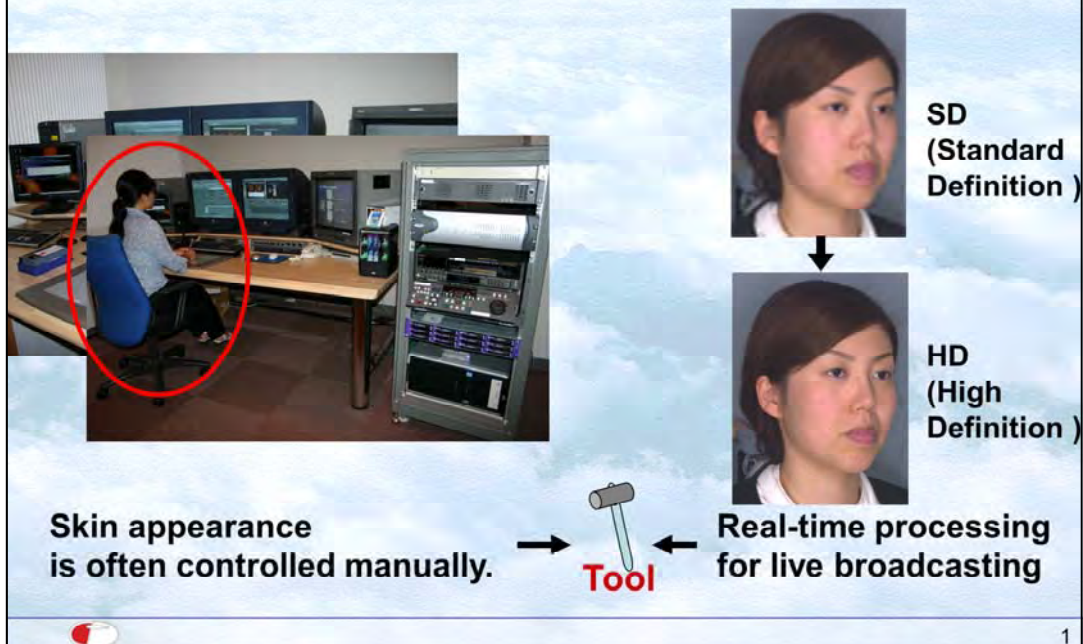 SD
(Standard
Definition )
HD
(High
Definition )
Skin appearance
is often controlled manually.
Tool
Real-time processing
for live broadcasting
1